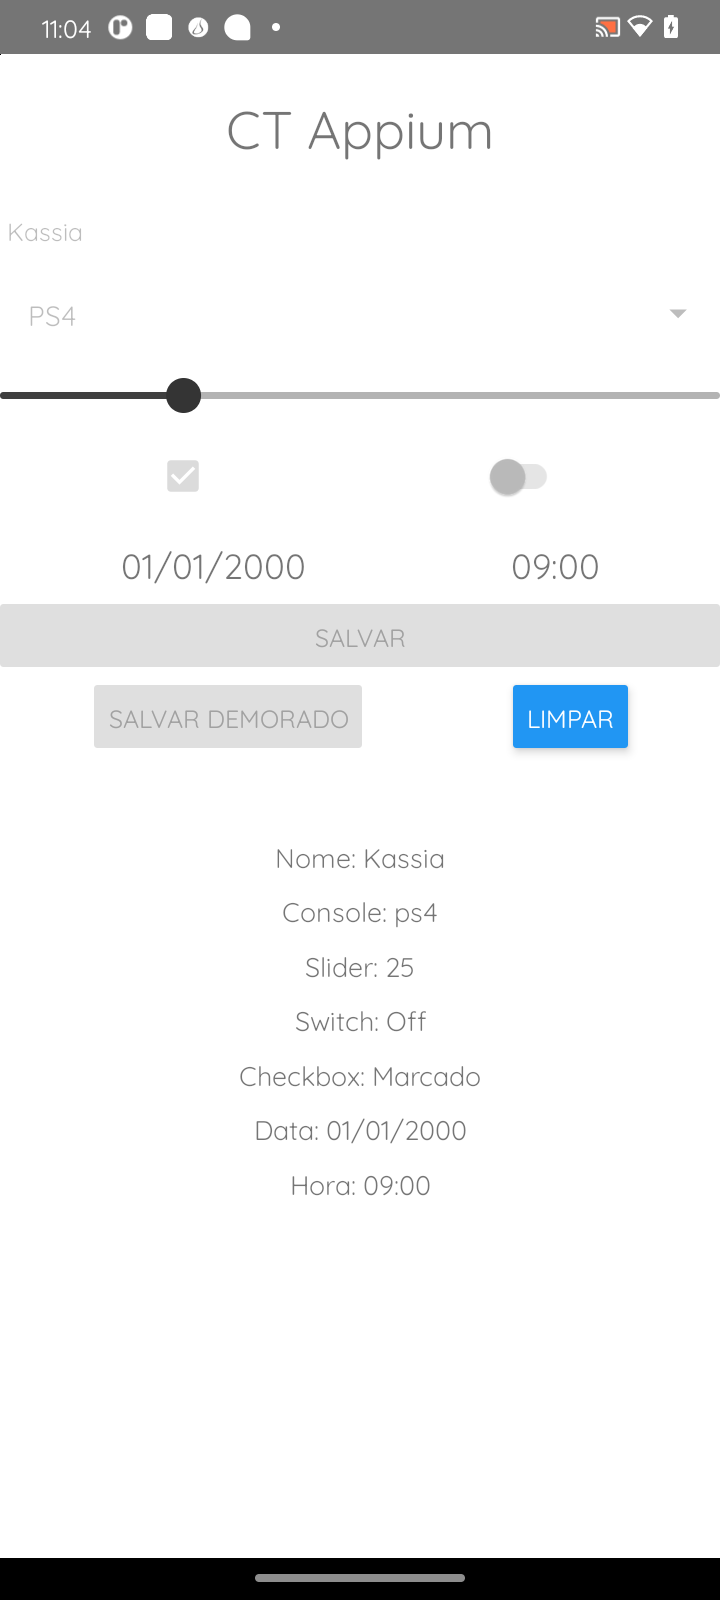 11:04
CT Appium
Kassia
PS4
01/01/2000 09:00
SALVAR
SALVAR DEMORADO LIMPAR
Nome: Kassia
Console: ps4
Slider: 25
Switch: Off
Checkbox: Marcado
Data: 01/01/2000
Hora: 09:00